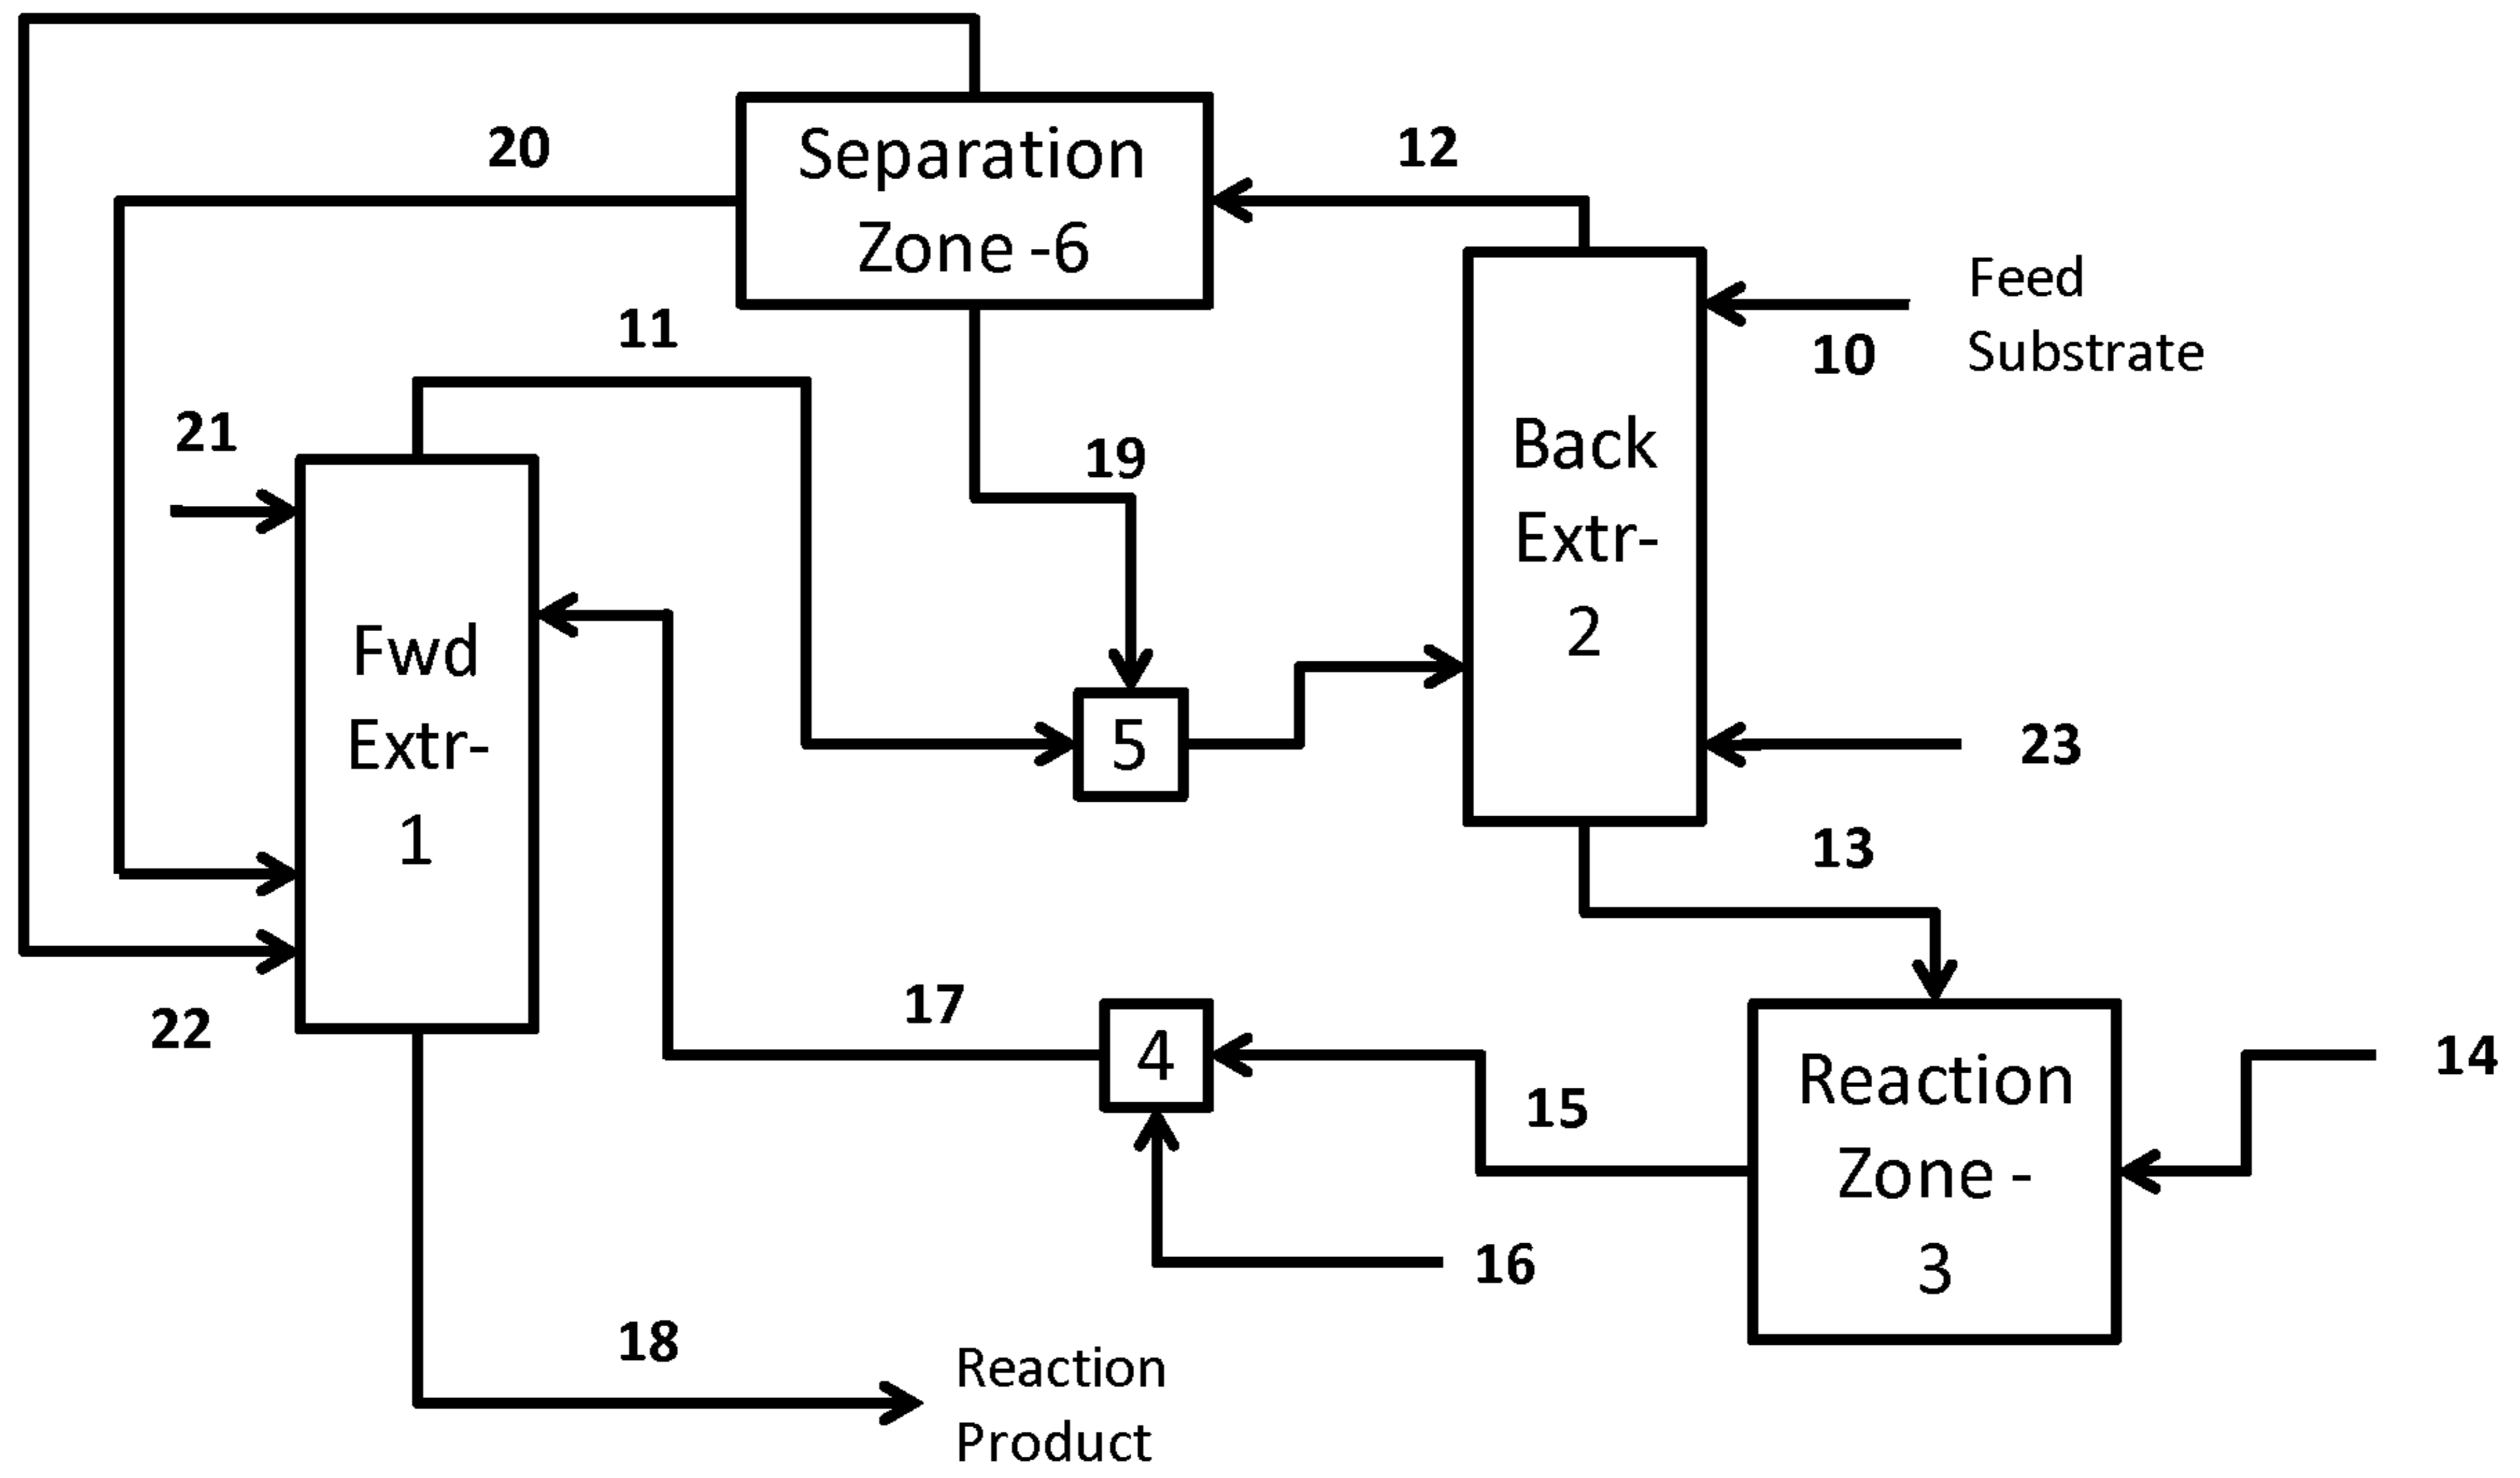 20
Separation
Zone -6
12
Feed
Substrate
10
11
21
19
Back
Extr-
2
Fwd
Extr-
1
5
23
13
22
17
4
15
Reaction
Zone -
3
14
16
18
Reaction
Product